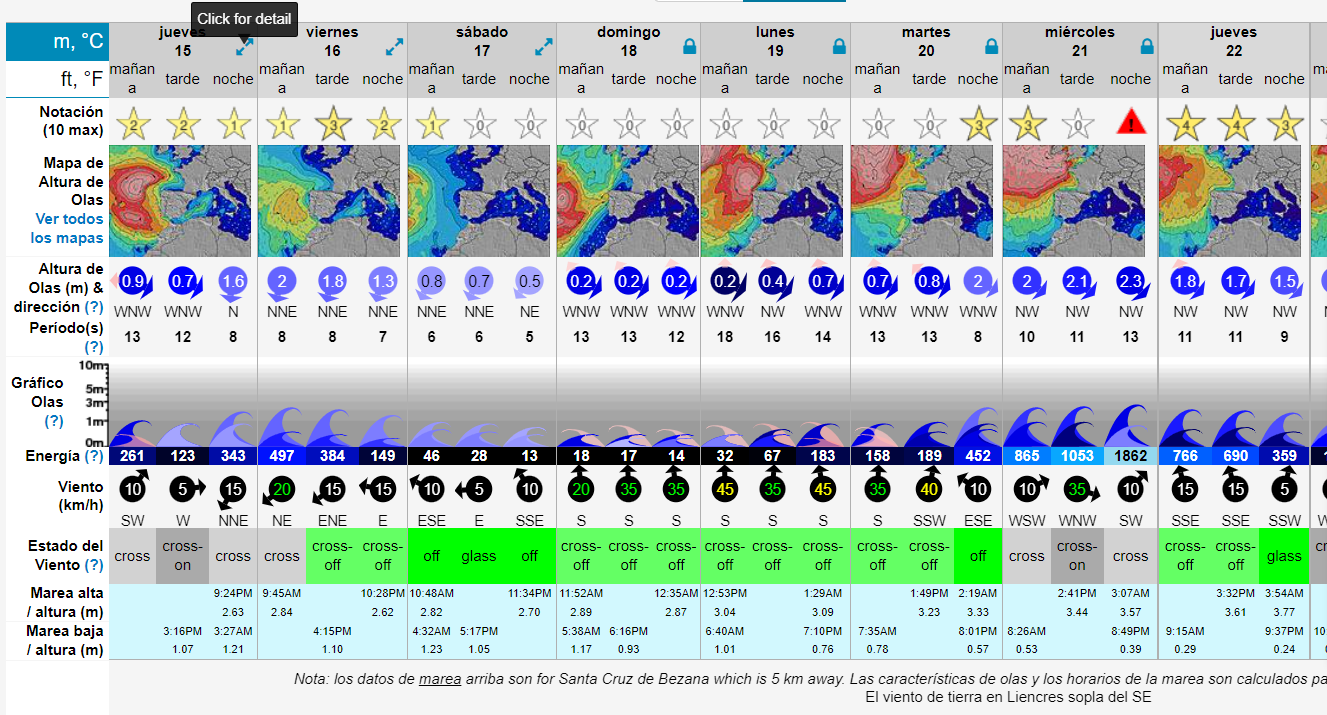 Click for detail
m, °C
jueves viernes sábado domingo lunes martes miércoles jueves
15 16 17 18 19 20 21 22
ft, °F
mañana tarde noche mañana tarde noche mañana tarde noche mañana tarde noche mañana tarde noche mañana tarde noche mañana tarde noche mañana tarde noche
Notación
(10 max)
2 2 1 1 3 2 1 0 0 0 0 0 0 0 0 0 0 3 3 0 ! 4 4 3
Mapa de
Altura de
Olas
Ver todos
los mapas
Altura de
Olas (m) &
dirección (?)
0.9 0.7 1.6 2 1.8 1.3 0.8 0.7 0.5 0.2 0.2 0.2 0.2 0.4 0.7 0.7 0.8 2 2 2.1 2.3 1.8 1.7 1.5
WNW WNW N NNE NNE NNE NNE NNE NE WNW WNW WNW WNW NW WNW WNW WNW NNE NW NW NW NW NW NW
Período(s)
(?)
13 12 8 8 8 7 6 6 5 13 13 12 18 16 14 13 13 8 10 11 13 11 11 9
Gráfico
Olas
(?)
10m
5m
3m
1m
0m
Energía (?)
261 123 343 497 384 149 46 28 13 18 17 14 32 67 183 158 189 452 865 1053 1862 766 690 359
Viento
(km/h)
10 5 15 20 15 15 10 5 10 20 35 35 45 35 45 35 40 10 10 35 10 15 15 5
SW W NNE NE ENE E ESE E SSE S S S S S S S SSW ESE WSW WNW SW SSE SSE SSW
Estado del
Viento (?)
cross cross-on cross cross cross-off cross-off off glass off cross-off cross-off cross-off cross-off cross-off cross-off cross-off cross-off off cross cross-on cross cross-off cross-off glass
Marea alta
/ altura (m)
9:24PM 9:45AM 10:28PM 10:48AM 11:34PM 11:52AM 12:35AM 12:53PM 1:29AM 1:49PM 2:19AM 2:41PM 3:07AM 3:32PM 3:54AM
2.63 2.84 2.62 2.82 2.70 2.89 2.87 3.04 3.09 3.23 3.33 3.44 3.57 3.61 3.77
Marea baja
/ altura (m)
3:16PM 3:27AM 4:15PM 4:32AM 5:17PM 5:38AM 6:16PM 6:40AM 7:10PM 7:35AM 8:01PM 8:26AM 8:49PM 9:15AM 9:37PM
1.07 1.21 1.10 1.23 1.05 1.17 0.93 1.01 0.76 0.78 0.57 0.53 0.39 0.29 0.24
Nota: los datos de marea arriba son for Santa Cruz de Bezana which is 5 km away. Las características de olas y los horarios de la marea son calculados
El viento de tierra en Liencres sopla del SE